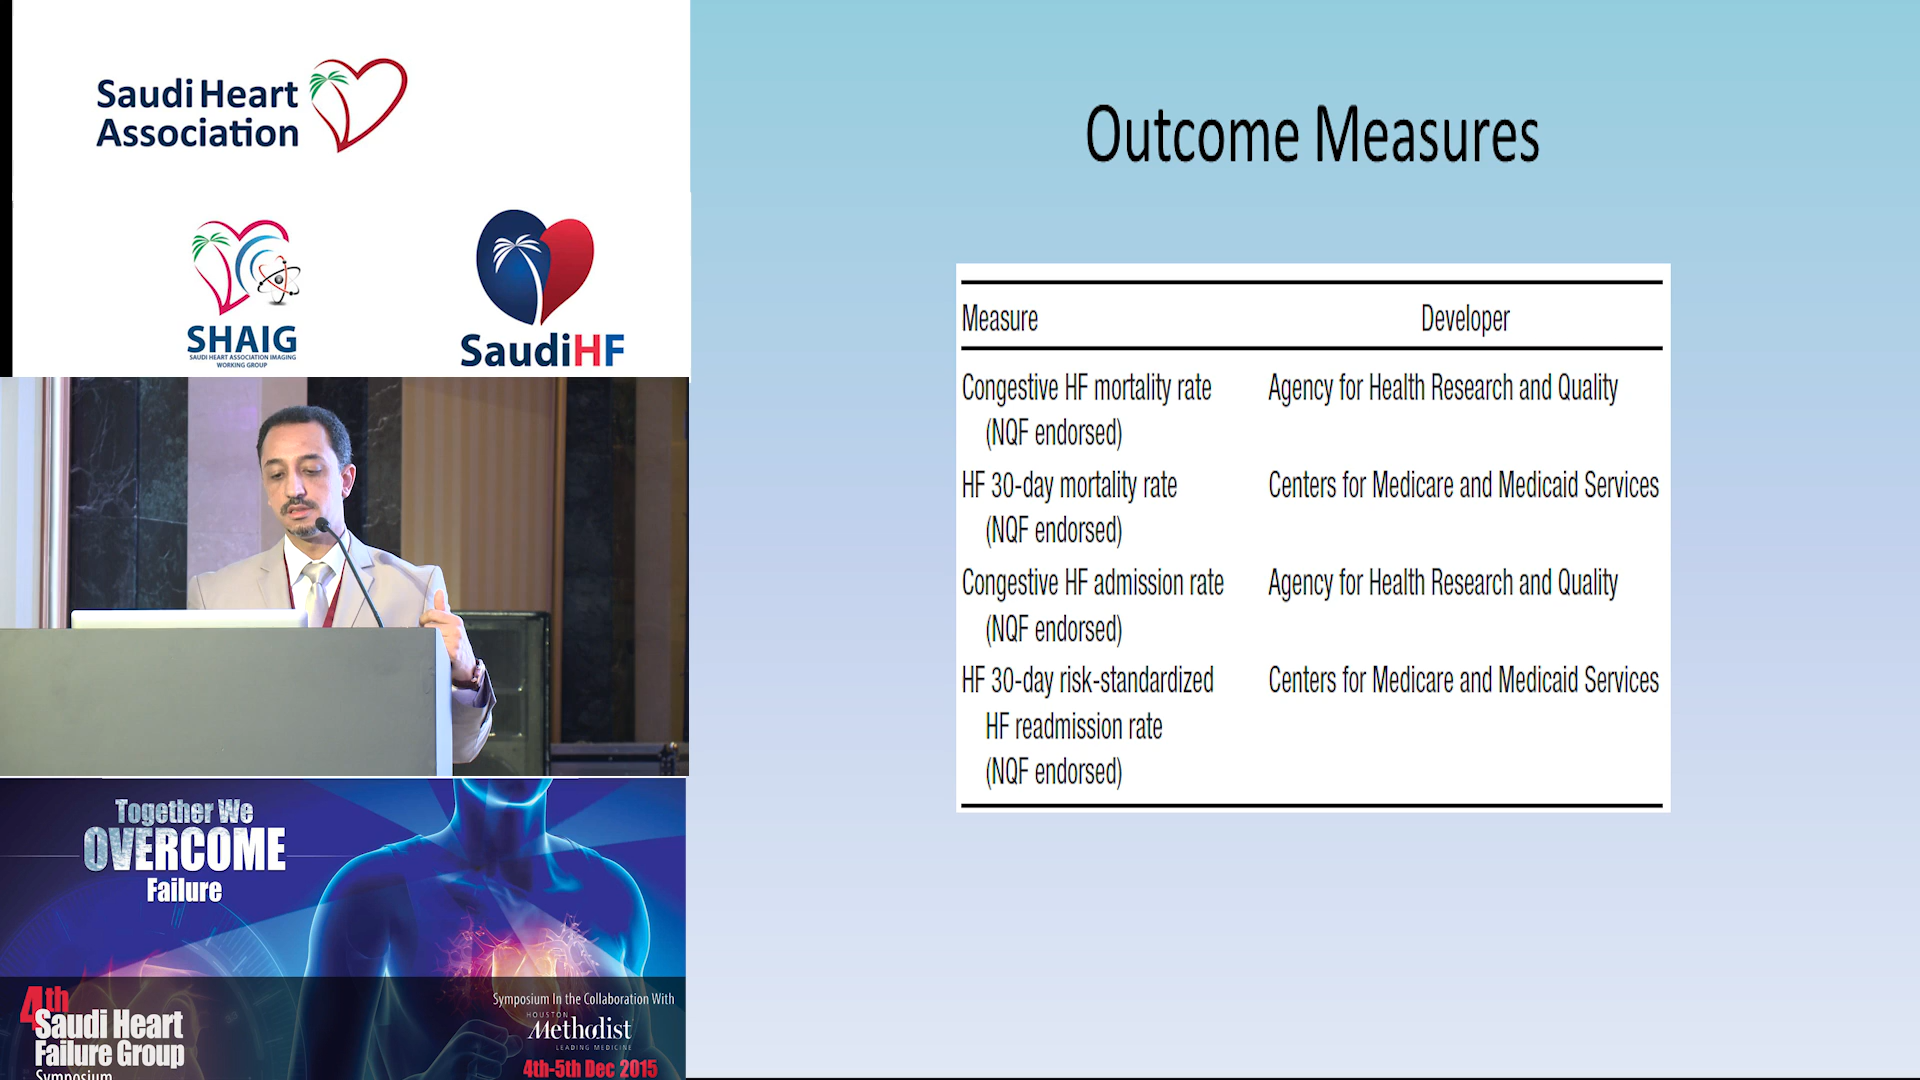 Saudi Heart
Association
SHAIG
SAUDI HEART ASSOCIATION IMAGING
WORKING GROUP
SaudiHF
Together We
OVERCOME
Failure
4th
Saudi Heart
Failure Group
Symposium
Symposium In the Collaboration With
HOUSTON
Methodist
LEADING MEDICINE
4th-5th Dec 2015
Outcome Measures
Measure Developer
Congestive HF mortality rate Agency for Health Research and Quality
(NQF endorsed)
HF 30-day mortality rate Centers for Medicare and Medicaid Services
(NQF endorsed)
Congestive HF admission rate Agency for Health Research and Quality
(NQF endorsed)
HF 30-day risk-standardized Centers for Medicare and Medicaid Services
HF readmission rate
(NQF endorsed)